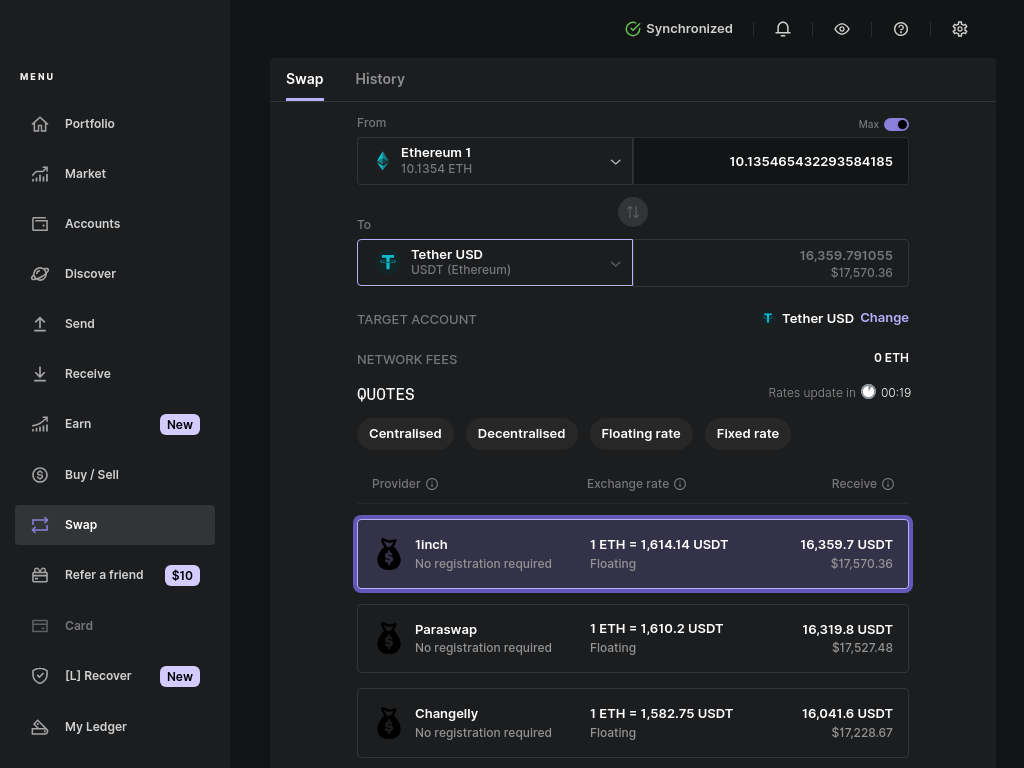 Synchronized
MENU
Portfolio
Market
Accounts
Discover
Send
Receive
Earn New
Buy / Sell
Swap
Refer a friend $10
Card
[L] Recover New
My Ledger
Swap History
From Max
Ethereum 1
10.1354 ETH
10.135465432293584185
To
Tether USD
USDT (Ethereum)
16,359.791055
$17,570.36
TARGET ACCOUNT Tether USD Change
NETWORK FEES 0 ETH
QUOTES Rates update in 00:19
Centralised Decentralised Floating rate Fixed rate
Provider Exchange rate Receive
1inch 1 ETH = 1,614.14 USDT 16,359.7 USDT
No registration required Floating $17,570.36
Paraswap 1 ETH = 1,610.2 USDT 16,319.8 USDT
No registration required Floating $17,527.48
Changelly 1 ETH = 1,582.75 USDT 16,041.6 USDT
No registration required Floating $17,228.67